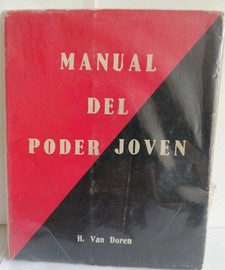 MANUAL
DEL
PODER JOVEN
H. Van Doren